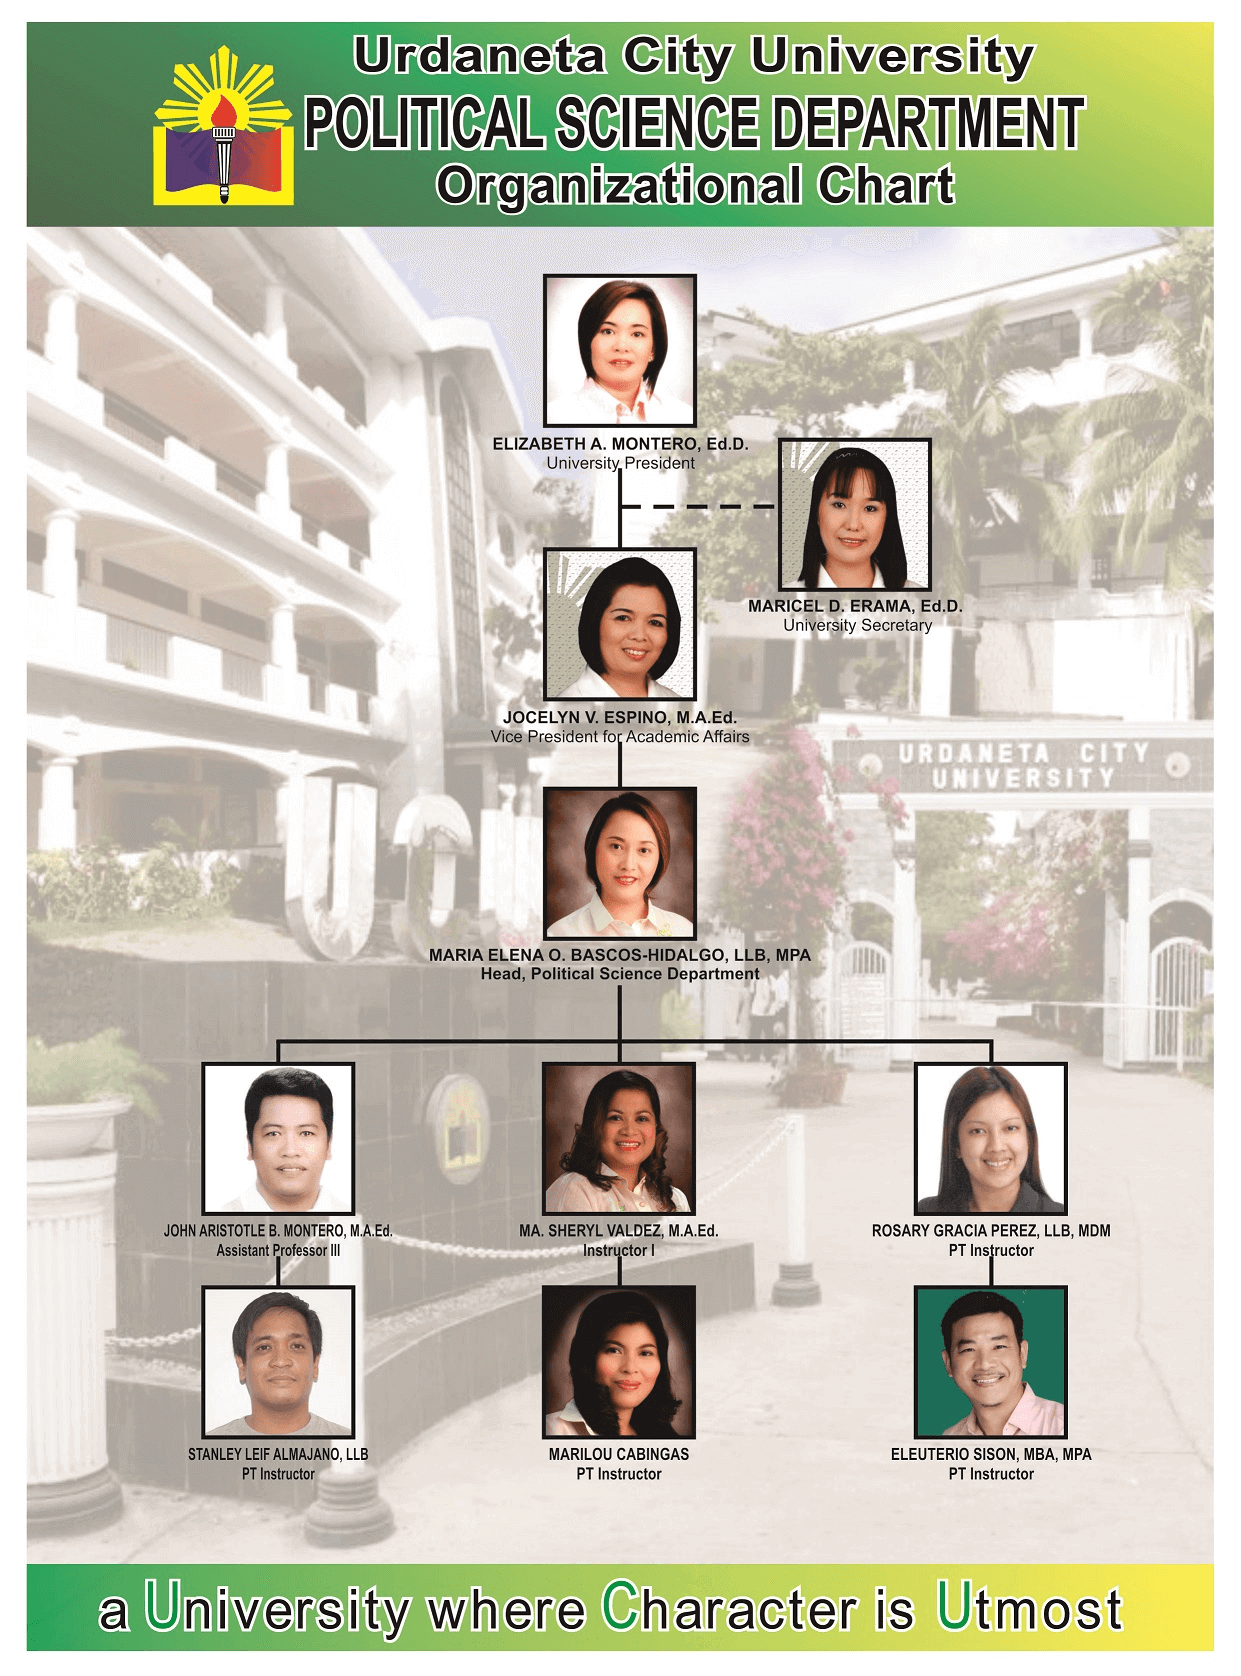 Urdaneta City University
POLITICAL SCIENCE DEPARTMENT
Organizational Chart
ELIZABETH A. MONTERO, Ed.D.
University President
MARICEL D. ERAMA, Ed.D.
University Secretary
JOCELYN V. ESPINO, M.A.Ed.
Vice President for Academic Affairs
URDANETA CITY
UNIVERSITY
UCU
MARIA ELENA O. BASCOS-HIDALGO, LLB, MPA
Head, Political Science Department
JOHN ARISTOTLE B. MONTERO, M.A.Ed.
Assistant Professor III
MA. SHERYL VALDEZ, M.A.Ed.
Instructor I
ROSARY GRACIA PEREZ, LLB, MDM
PT Instructor
STANLEY LEIF ALMAJANO, LLB
PT Instructor
MARILOU CABINGAS
PT Instructor
ELEUTERIO SISON, MBA, MPA
PT Instructor
a University where Character is Utmost